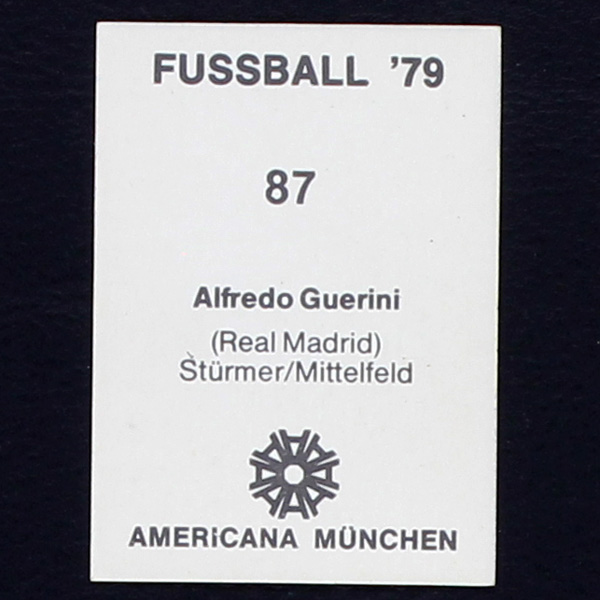 FUSSBALL '79
87
Alfredo Guerini
(Real Madrid)
Stürmer/Mittelfeld
AMERiCANA MÜNCHEN